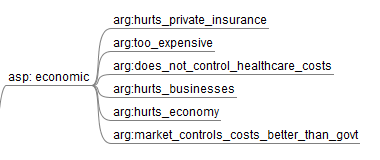 arg:hurts_private_insurance
arg:too_expensive
arg:does_not_control_healthcare_costs
asp: economic
arg:hurts_businesses
arg:hurts_economy
arg:market_controls_costs_better_than_govt